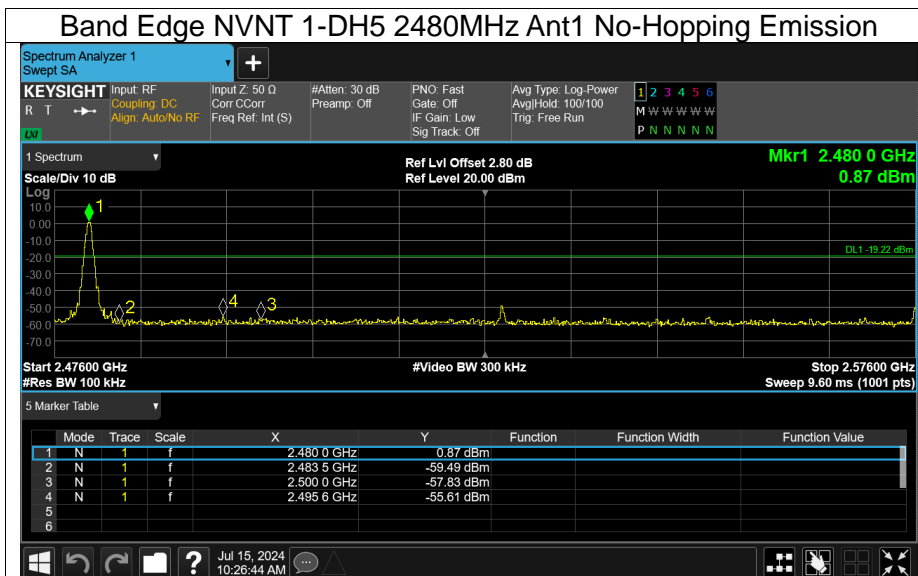 Band Edge NVNT 1-DH5 2480MHz Ant1 No-Hopping Emission
Spectrum Analyzer 1
Swept SA
+
KEYSIGHT Input: RF Input Z: 50 Ω #Atten: 30 dB PNO: Fast Avg Type: Log-Power 1 2 3 4 5 6
R T Coupling: DC Corr CCorr Preamp: Off Gate: Off Avg|Hold: 100/100 M W W W W W
Align: Auto/No RF Freq Ref: Int (S) IF Gain: Low Trig: Free Run
LXI Sig Track: Off P N N N N N
1 Spectrum Ref Lvl Offset 2.80 dB Mkr1 2.480 0 GHz
Scale/Div 10 dB Ref Level 20.00 dBm 0.87 dBm
Log
10.0 1
0.00
-10.0
DL1 -19.22 dBm
-20.0
-30.0
-40.0
-50.0 2 4 3
-60.0
-70.0
Start 2.47600 GHz #Video BW 300 kHz Stop 2.57600 GHz
#Res BW 100 kHz Sweep 9.60 ms (1001 pts)
5 Marker Table
Mode Trace Scale X Y Function Function Width Function Value
1 N 1 f 2.480 0 GHz 0.87 dBm
2 N 1 f 2.483 5 GHz -59.49 dBm
3 N 1 f 2.500 0 GHz -57.83 dBm
4 N 1 f 2.495 6 GHz -55.61 dBm
5
6
? Jul 15, 2024
10:26:44 AM